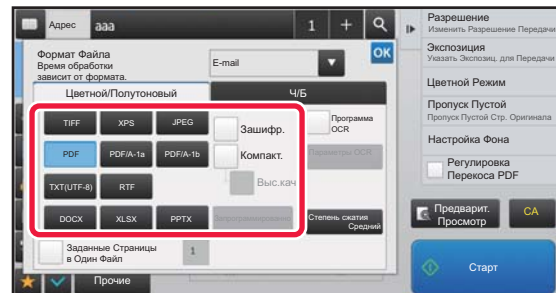 Адрес
aaa
1
Формат Файла
Время обработки
зависит от формата.
E-mail
OK
Цветной/Полутоновый
Ч/Б
TIFF
XPS
JPEG
Зашифр.
Программа
OCR
PDF
PDF/A-1a
PDF/A-1b
Компакт.
Параметры OCR
TXT(UTF-8)
RTF
Выс.кач
DOCX
XLSX
PPTX
Запрограммирование
Степень сжатия
Средний
Заданные Страницы
в Один Файл
1
Прочие
Разрешение
Изменить Разрешение Передачи
Экспозиция
Указать Экспозиц. для Передачи
Цветной Режим
Пропуск Пустой
Пропуск Пустой Стр. Оригинала
Настройка Фона
Регулировка
Перекоса PDF
Предварит.
Просмотр
CA
Старт